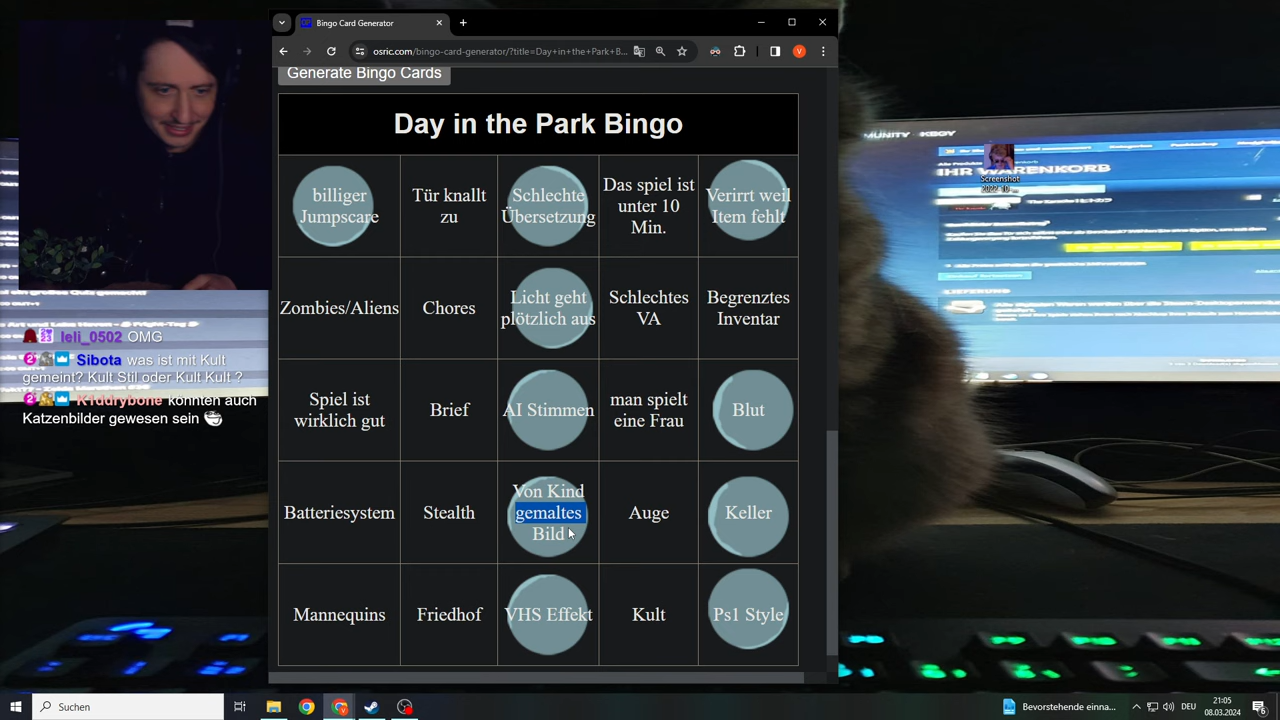 Bingo Card Generator
osric.com/bingo-card-generator/?title=Day+in+the+Park+B...
V
Generate Bingo Cards
Day in the Park Bingo
billiger
Jumpscare
Tür knallt
zu
Schlechte
Übersetzung
Das spiel ist
unter 10
Min.
Verirrt weil
Item fehlt
Zombies/Aliens
Chores
Licht geht
plötzlich aus
Schlechtes
VA
Begrenztes
Inventar
Spiel ist
wirklich gut
Brief
AI Stimmen
man spielt
eine Frau
Blut
Batteriesystem
Stealth
Von Kind
gemaltes
Bild
Auge
Keller
Mannequins
Friedhof
VHS Effekt
Kult
Ps1 Style
leli_0502 OMG
Sibota was ist mit Kult
gemeint? Kult Stil oder Kult Kult ?
K1ddrybone könnten auch
Katzenbilder gewesen sein
IHR WARENKORB
Screenshot
Suchen
Bevorstehende einna...
DEU
21:05
08.03.2024